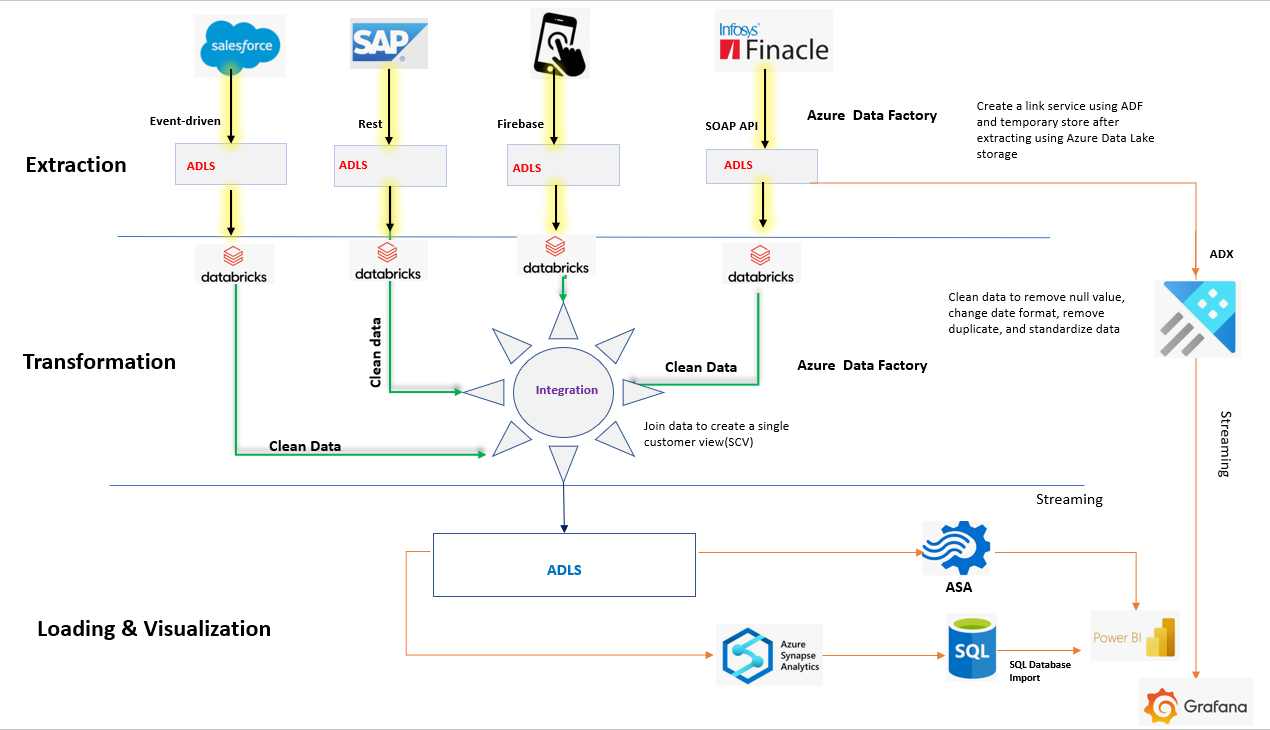 salesforce
SAP
Infosys
Finacle
Event-driven
Rest
Firebase
SOAP API
Azure  Data Factory
Create a link service using ADF
and temporary store after
extracting using Azure Data Lake
storage
Extraction
ADLS
ADLS
ADLS
ADLS
databricks
databricks
databricks
databricks
ADX
Clean data to remove null value,
change date format, remove
duplicate, and standardize data
Transformation
Clean data
Clean Data
Azure  Data Factory
Integration
Join data to create a single
customer view(SCV)
Clean Data
Streaming
Streaming
ADLS
ASA
Loading & Visualization
Azure
Synapse
Analytics
SQL
SQL Database
Import
Power BI
Grafana